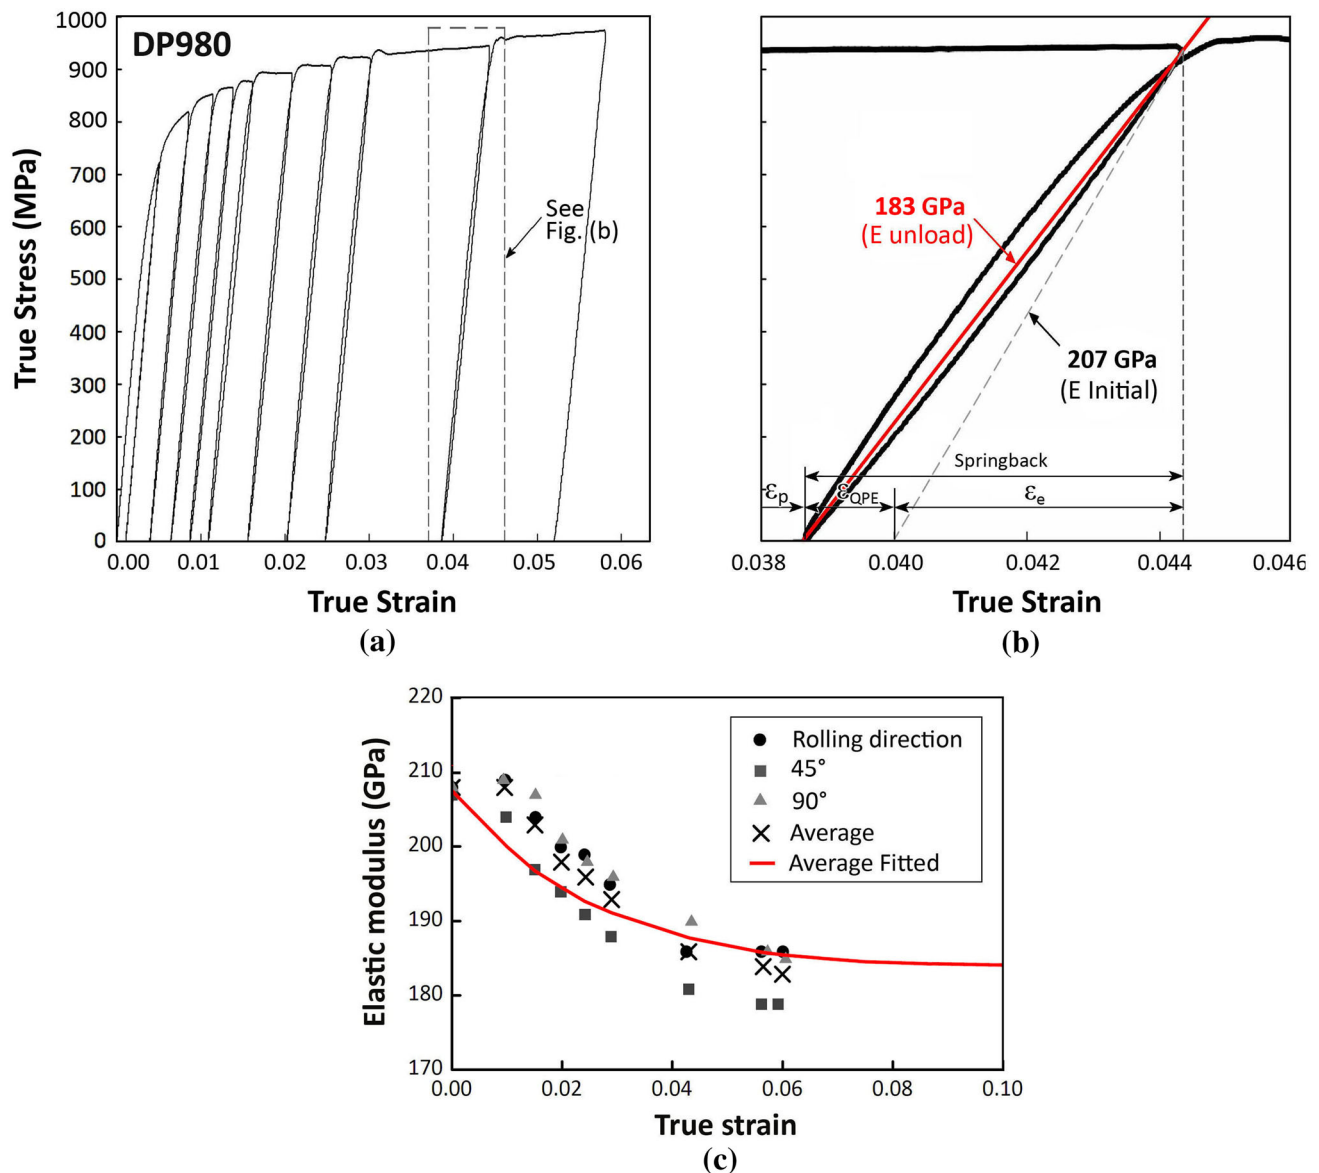 DP980
1000
900
800
700
600
500
400
300
200
100
0
True Stress (MPa)
See
Fig. (b)
0.00
0.01
0.02
0.03
0.04
0.05
0.06
True Strain
(a)
183 GPa
(E unload)
207 GPa
(E Initial)
Springback
εp
εQPE
εe
0.038
0.040
0.042
0.044
0.046
True Strain
(b)
220
210
200
190
180
170
Elastic modulus (GPa)
Rolling direction
45°
90°
Average
Average Fitted
0.00
0.02
0.04
0.06
0.08
0.10
True strain
(c)